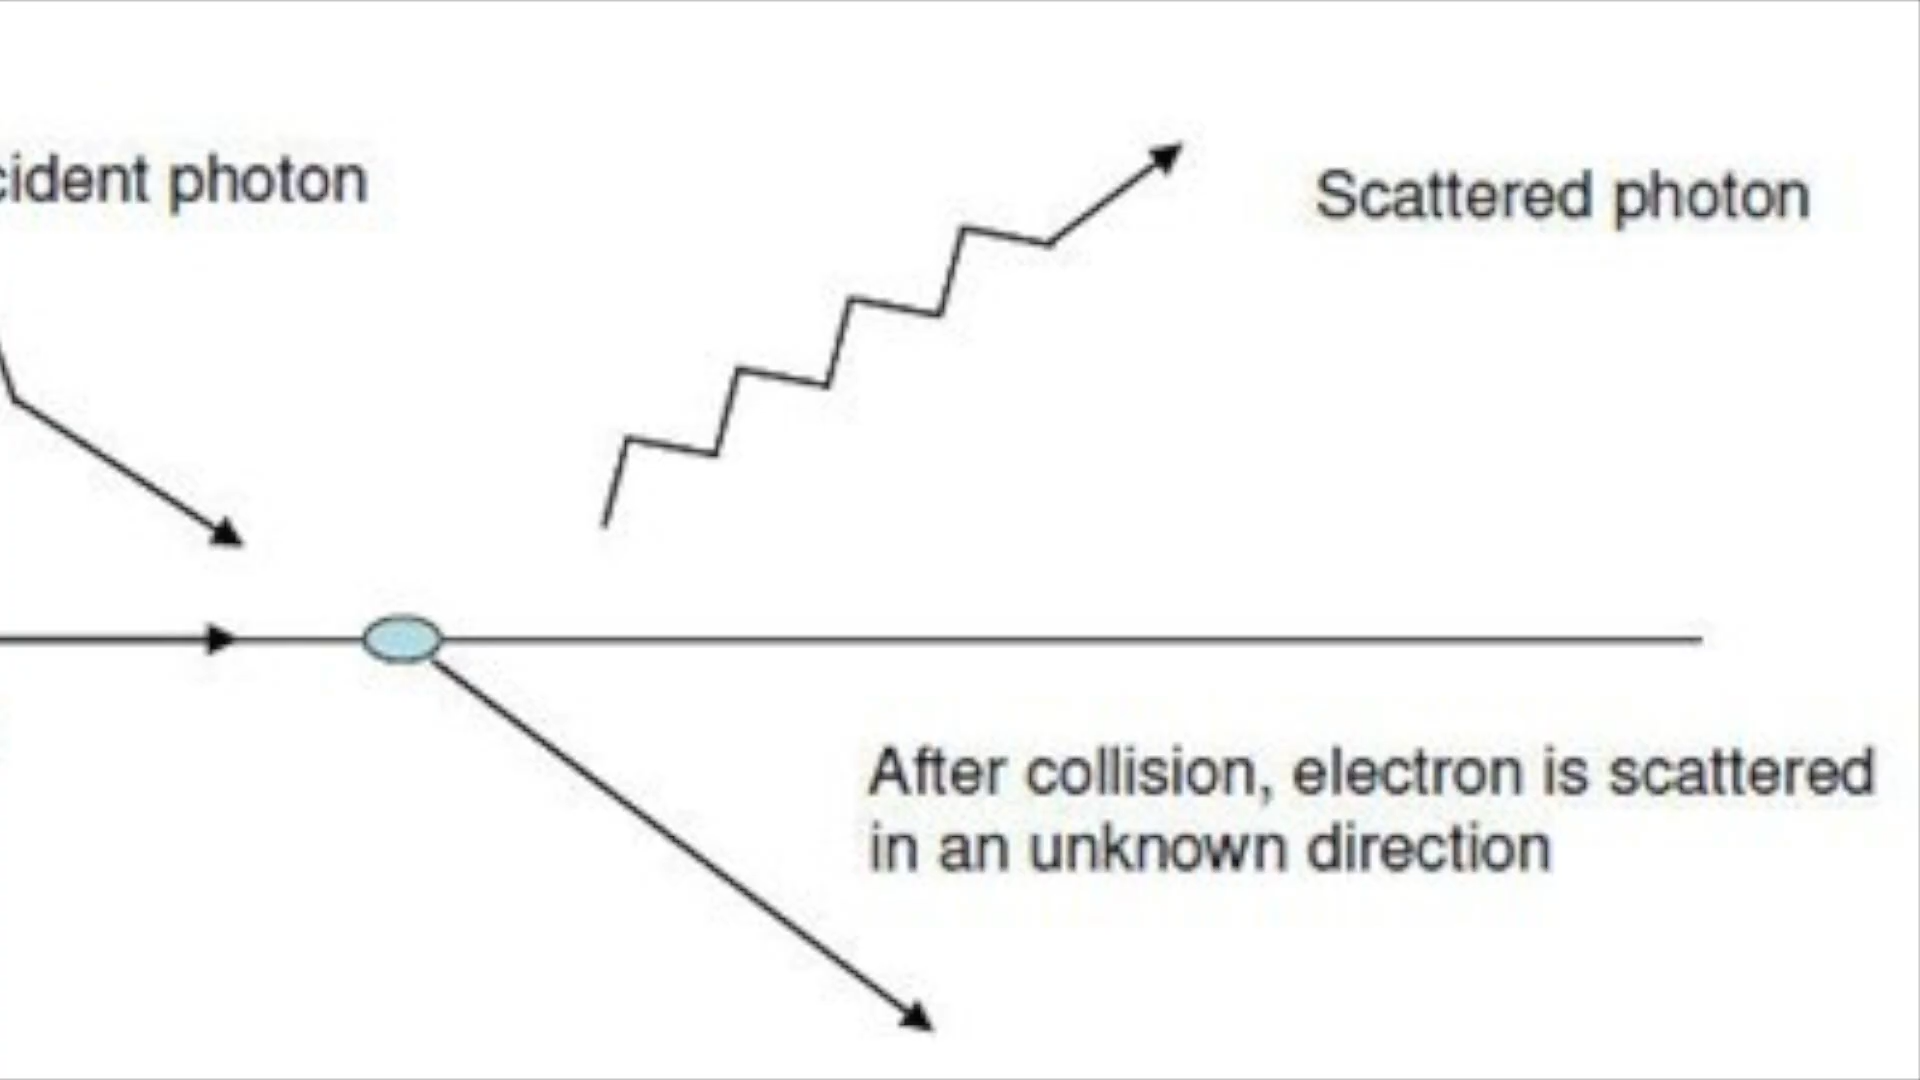 cident photon
Scattered photon
After collision, electron is scattered
in an unknown direction